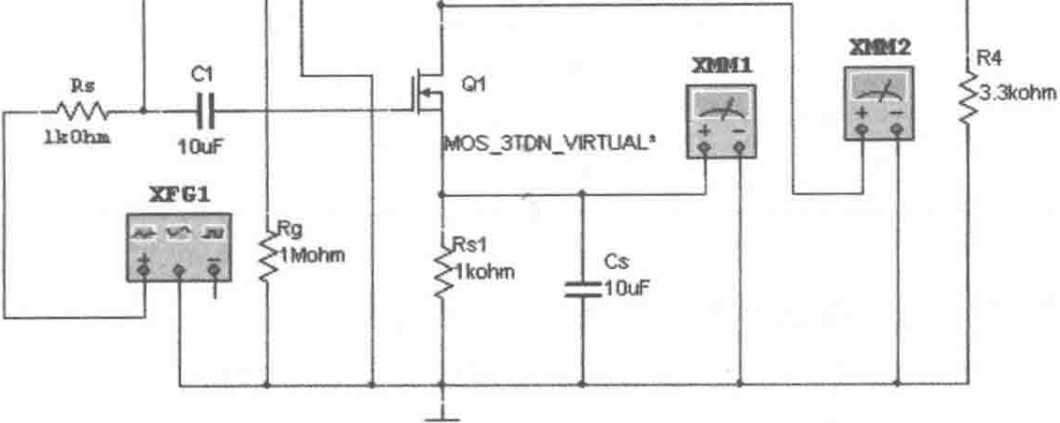 XMM2
XMM1
R4
3.3kohm
Rs
1kOhm
C1
10uF
Q1
MOS_3TDN_VIRTUAL*
XFG1
Rg
1Mohm
Rs1
1kohm
Cs
10uF
+ -
+ -
+ -